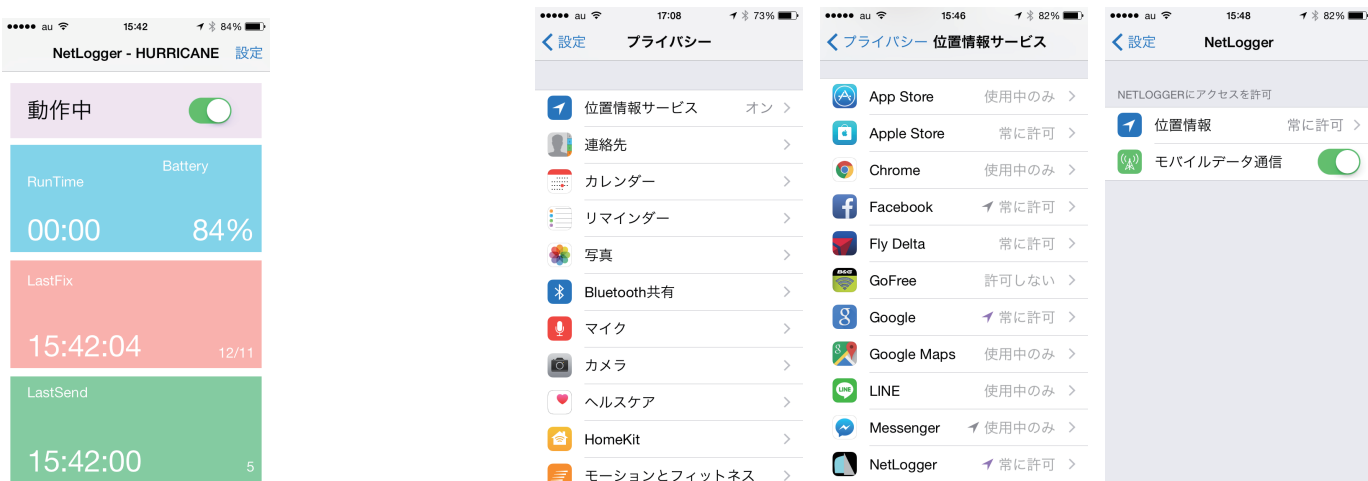 au 15:42 84%
NetLogger - HURRICANE 設定
動作中
Battery
RunTime
00:00 84%
LastFix
15:42:04 12/11
LastSend
15:42:00 5
au 17:08 73%
設定 プライバシー
位置情報サービス オン
連絡先
カレンダー
リマインダー
写真
Bluetooth共有
マイク
カメラ
ヘルスケア
HomeKit
モーションとフィットネス
au 15:46 82%
プライバシー 位置情報サービス
App Store 使用中のみ
Apple Store 常に許可
Chrome 使用中のみ
Facebook 常に許可
Fly Delta 常に許可
B&G
GoFree 許可しない
Google 常に許可
Google Maps 使用中のみ
LINE 使用中のみ
Messenger 使用中のみ
NetLogger 常に許可
au 15:48 82%
設定 NetLogger
NETLOGGERにアクセスを許可
位置情報 常に許可
モバイルデータ通信